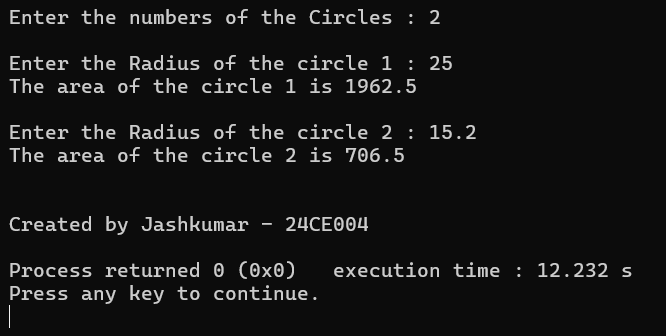 Enter the numbers of the Circles : 2
Enter the Radius of the circle 1 : 25
The area of the circle 1 is 1962.5
Enter the Radius of the circle 2 : 15.2
The area of the circle 2 is 706.5
Created by Jashkumar - 24CE004
Process returned 0 (0x0)   execution time : 12.232 s
Press any key to continue.